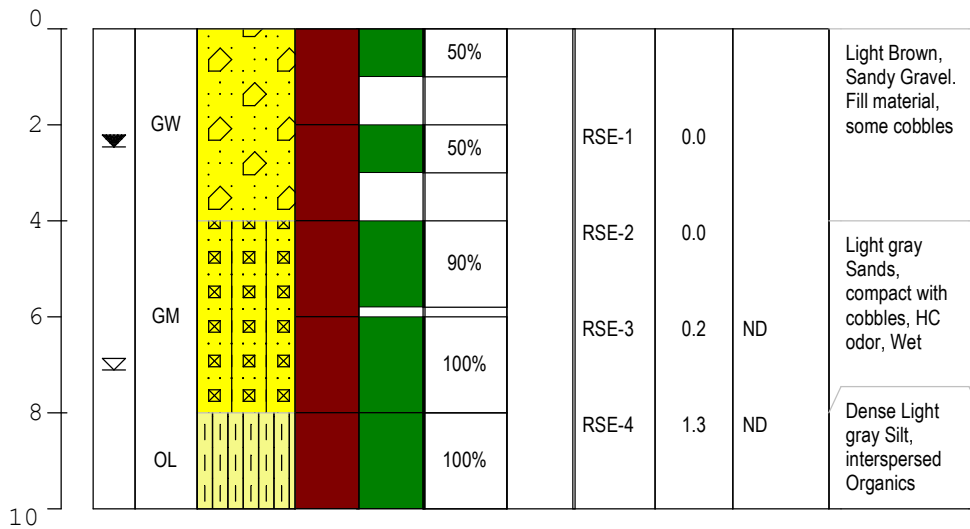 0
50%
Light Brown,
Sandy Gravel.
Fill material,
some cobbles
2
GW
50%
RSE-1 0.0
4
RSE-2 0.0
90%
Light gray
Sands,
compact with
cobbles, HC
odor, Wet
6
GM
RSE-3 0.2 ND
100%
8
RSE-4 1.3 ND
Dense Light
gray Silt,
interspersed
Organics
OL
100%
10